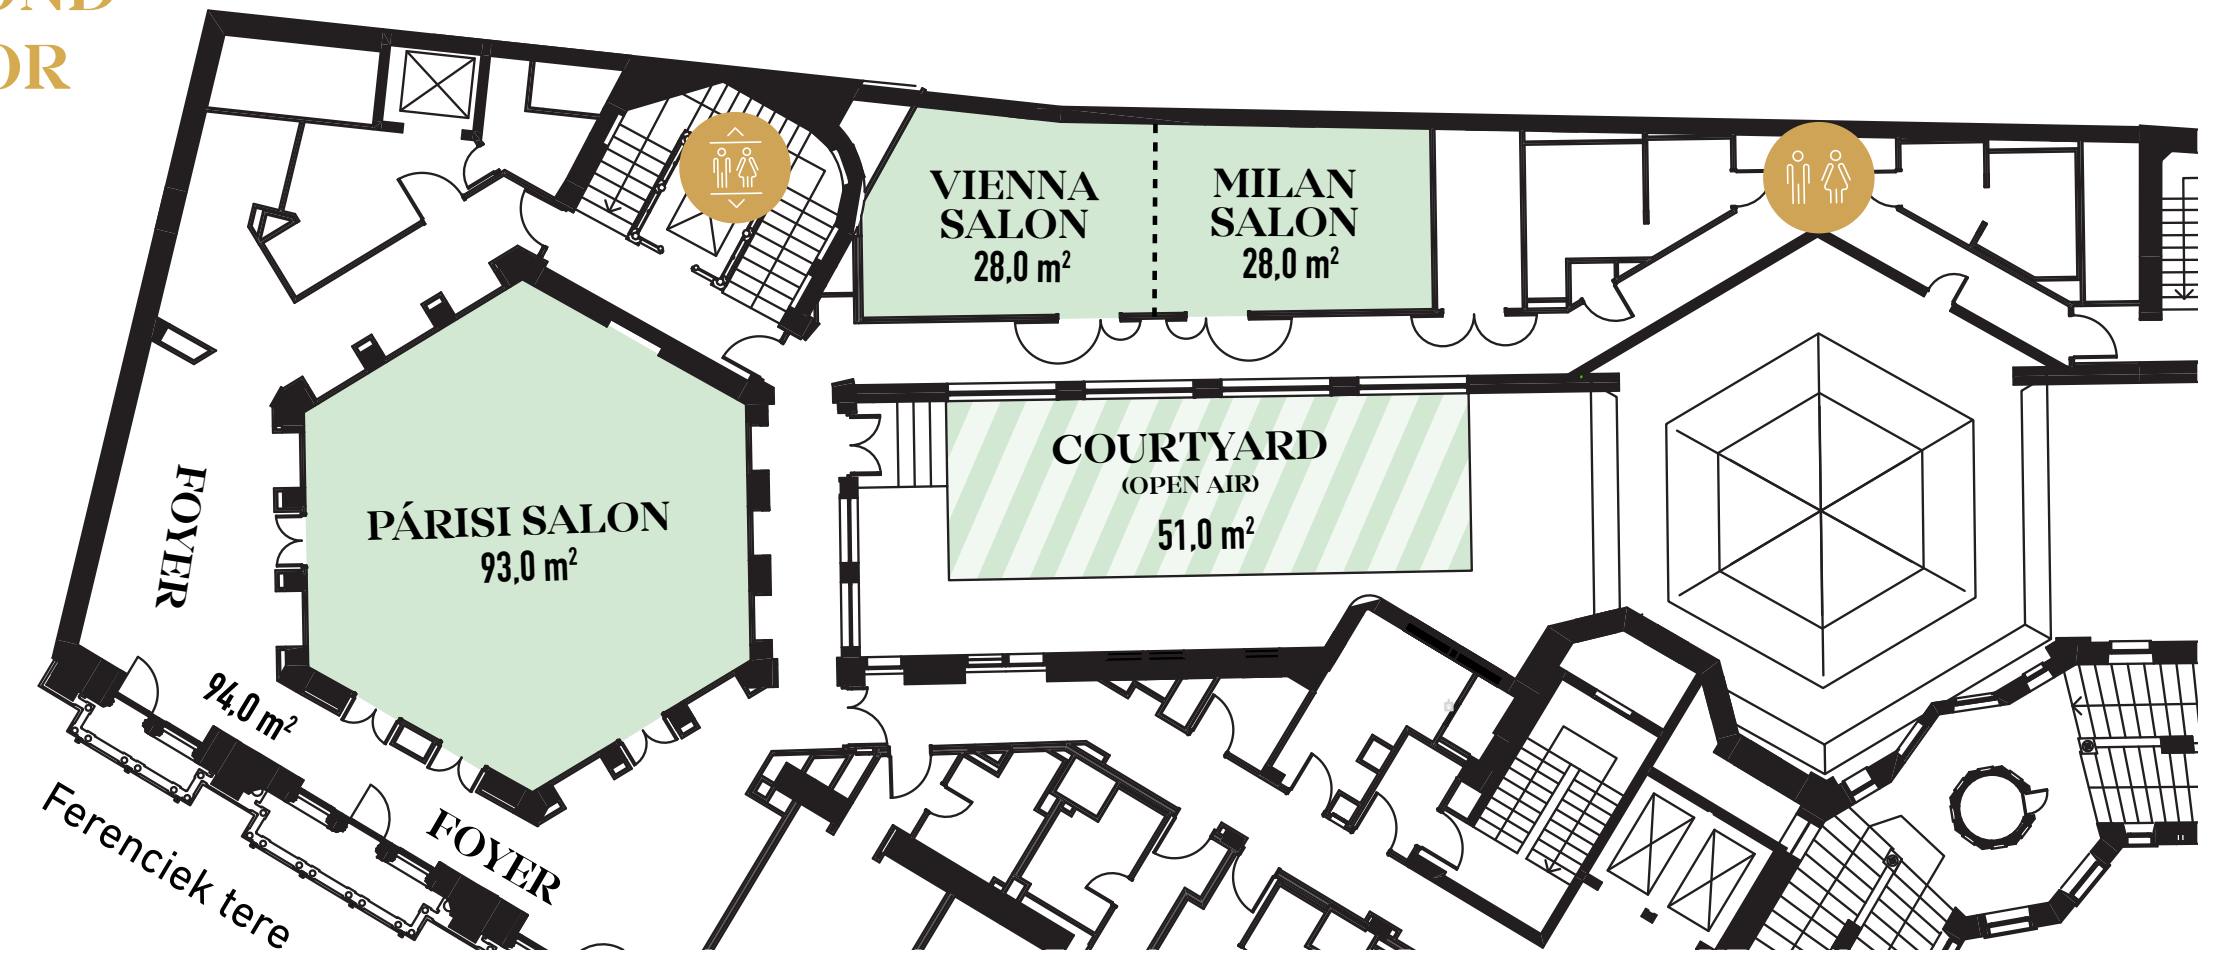 OR
VIENNA
SALON
28,0 m²
MILAN
SALON
28,0 m²
COURTYARD
(OPEN AIR)
51,0 m²
PÁRISI SALON
93,0 m²
FOYER
94,0 m²
FOYER
Ferenciek tere